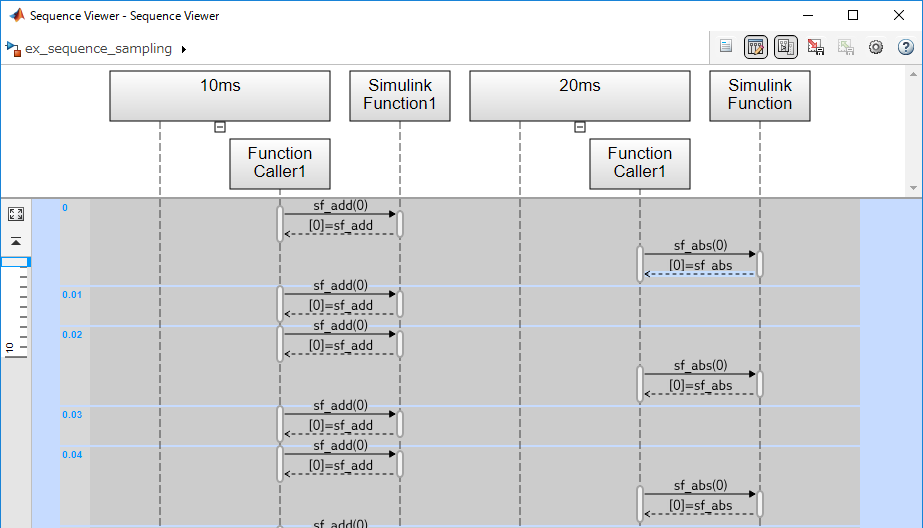 Sequence Viewer - Sequence Viewer
ex_sequence_sampling
10ms
Simulink
Function1
20ms
Simulink
Function
Function
Caller1
Function
Caller1
0
sf_add(0)
[0]=sf_add
sf_abs(0)
[0]=sf_abs
0.01
sf_add(0)
[0]=sf_add
0.02
sf_add(0)
[0]=sf_add
10
sf_abs(0)
[0]=sf_abs
0.03
sf_add(0)
[0]=sf_add
0.04
sf_add(0)
[0]=sf_add
sf_abs(0)
[0]=sf_abs
sf_add(0)